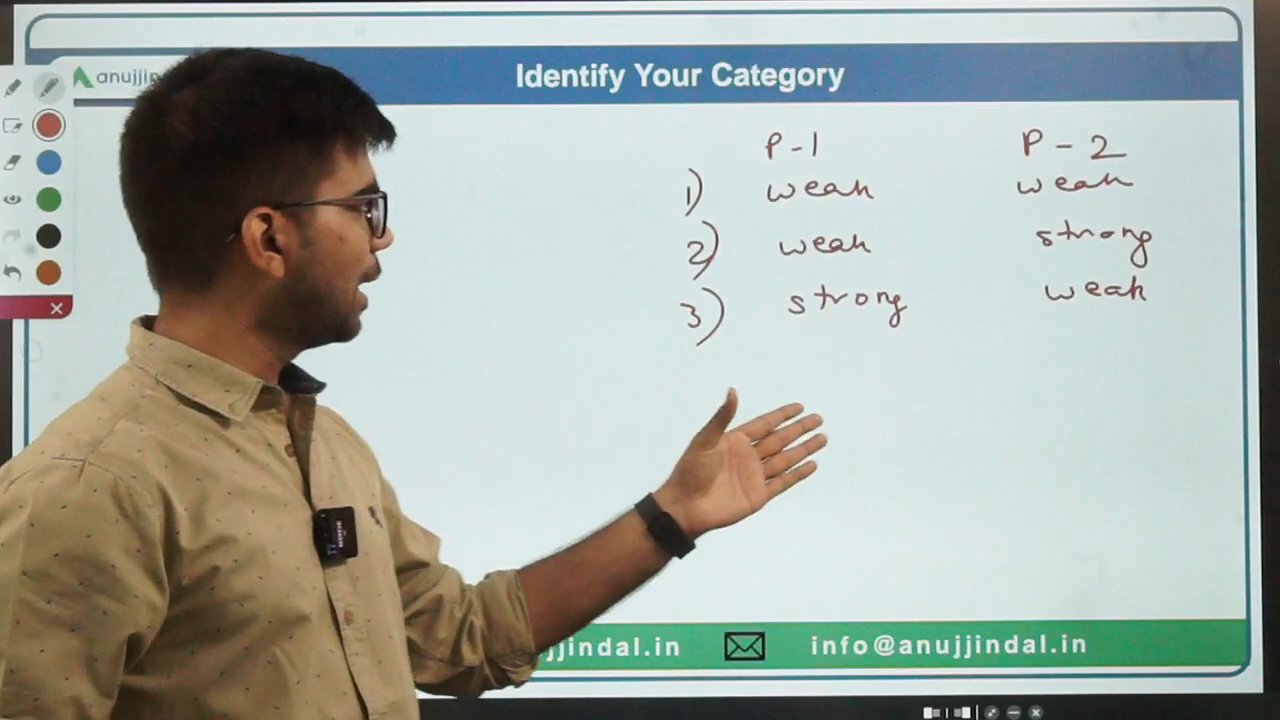 anujjin
Identify Your Category
P-1 P-2
1) weak weak
2) weak strong
3) strong weak
jjindal.in info@anujjindal.in